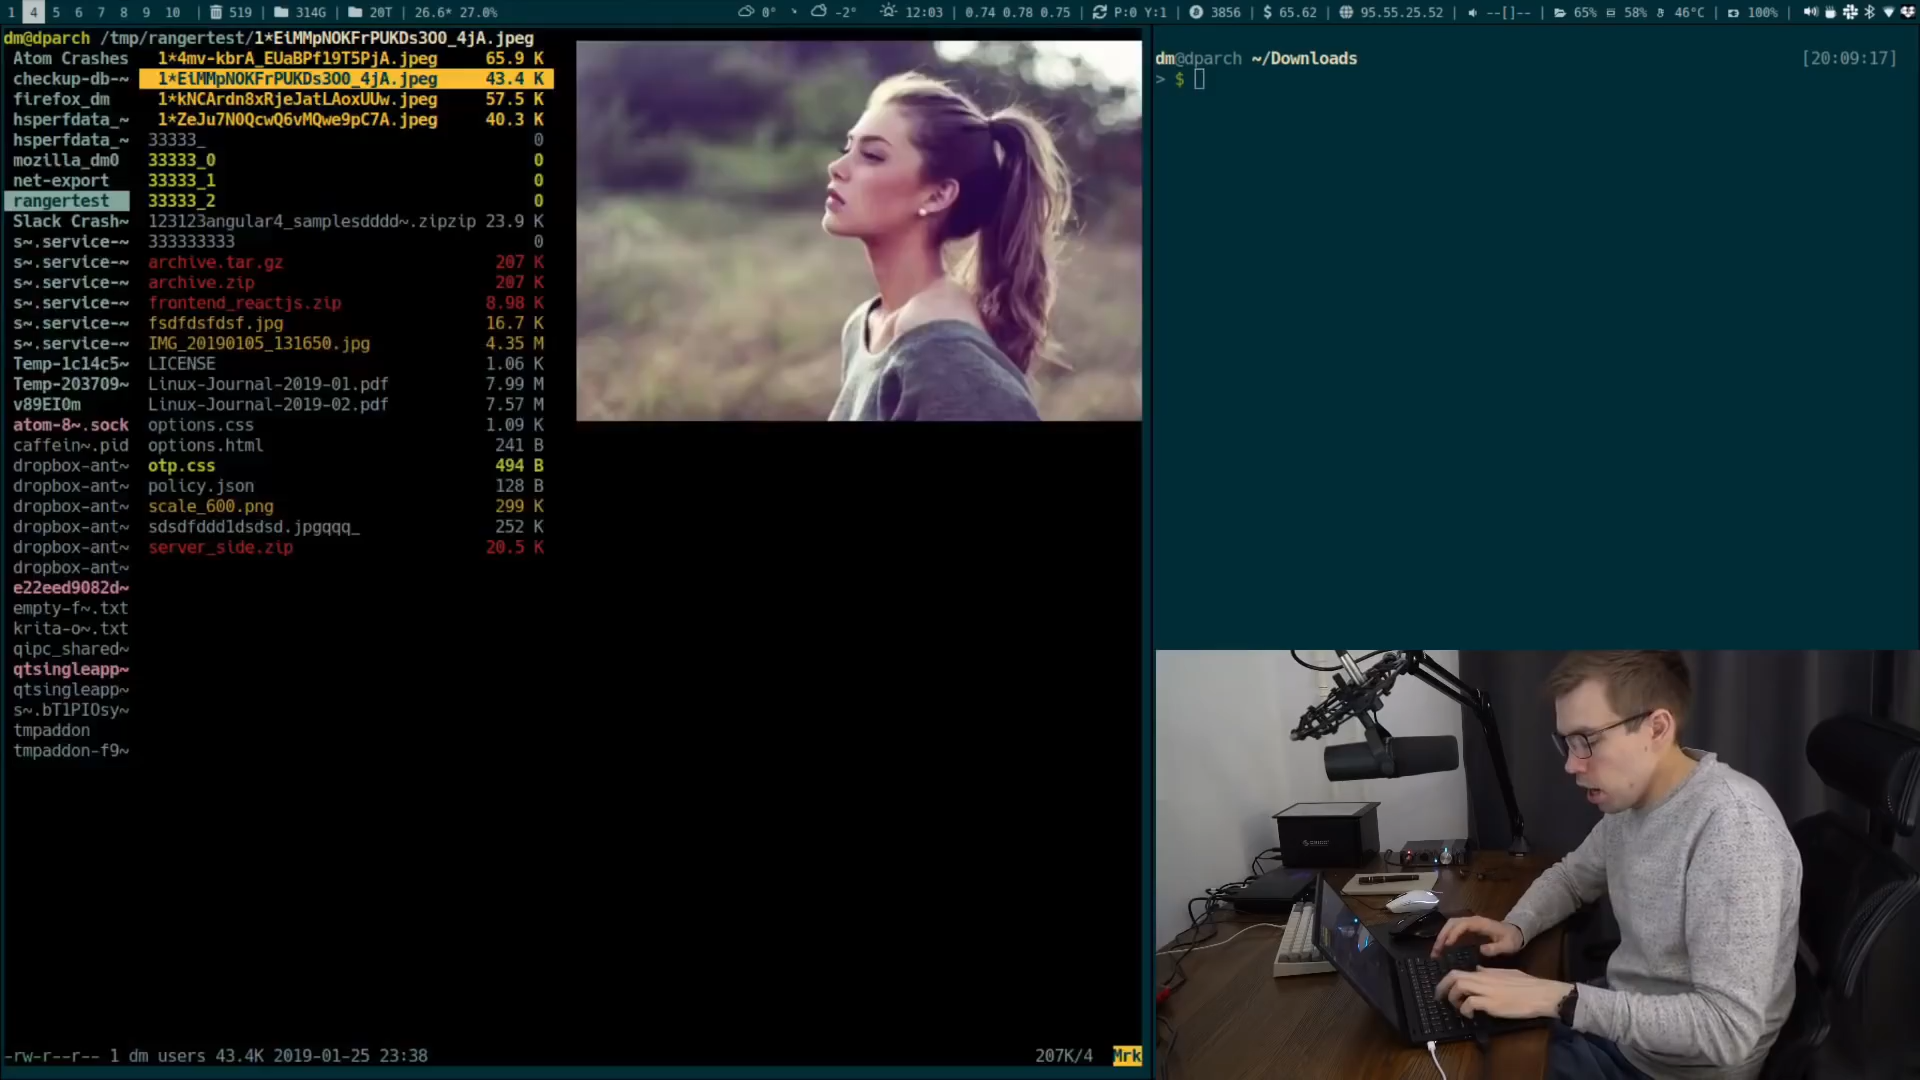 1 4 5 6 7 8 9 10 | 519 | 314G | 20T | 26.6* 27.0% 0° -2° 12:03 | 0.74 0.78 0.75 | P:0 Y:1 | 3856 | $ 65.62 | 95.55.25.52 | --[]-- | 65% 58% 46°C | 100% |
dm@dparch /tmp/rangertest/1*EiMMpNOKFrPUKDs3O0_4jA.jpeg
Atom Crashes 1*4mv-kbrA_EUaBPf19T5PjA.jpeg 65.9 K
checkup-db-~ 1*EiMMpNOKFrPUKDs3O0_4jA.jpeg 43.4 K
firefox_dm 1*kNCArdn8xRjeJatLAoxUUw.jpeg 57.5 K
hsperfdata_~ 1*ZeJu7N0QcwQ6vMQwe9pC7A.jpeg 40.3 K
hsperfdata_~ 33333_ 0
mozilla_dm0 33333_0 0
net-export 33333_1 0
rangertest 33333_2 0
Slack Crash~ 123123angular4_samplesdddd~.zipzip 23.9 K
s~.service-~ 333333333 0
s~.service-~ archive.tar.gz 207 K
s~.service-~ archive.zip 207 K
s~.service-~ frontend_reactjs.zip 8.98 K
s~.service-~ fsdfdsfdsf.jpg 16.7 K
s~.service-~ IMG_20190105_131650.jpg 4.35 M
Temp-1c14c5~ LICENSE 1.06 K
Temp-203709~ Linux-Journal-2019-01.pdf 7.99 M
v89EI0m Linux-Journal-2019-02.pdf 7.57 M
atom-8~.sock options.css 1.09 K
caffein~.pid options.html 241 B
dropbox-ant~ otp.css 494 B
dropbox-ant~ policy.json 128 B
dropbox-ant~ scale_600.png 299 K
dropbox-ant~ sdsdfddd1dsdsd.jpgqqq_ 252 K
dropbox-ant~ server_side.zip 20.5 K
dropbox-ant~
e22eed9082d~
empty-f~.txt
krita-o~.txt
qipc_shared~
qtsingleapp~
qtsingleapp~
s~.bT1PIOsy~
tmpaddon
tmpaddon-f9~
-rw-r--r-- 1 dm users 43.4K 2019-01-25 23:38 207K/4 Mrk
dm@dparch ~/Downloads [20:09:17]
> $